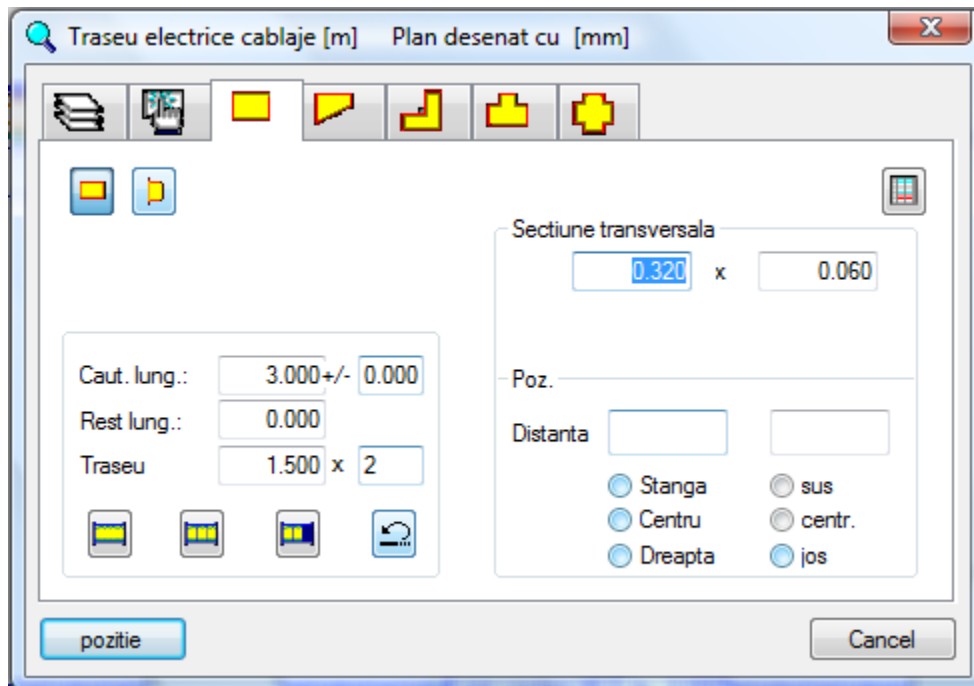 Traseu electrice cablaje [m] Plan desenat cu [mm]
Sectiune transversala
0.320 x 0.060
Caut. lung.: 3.000 +/- 0.000
Rest lung.: 0.000
Traseu 1.500 x 2
Poz.
Distanta
Stanga sus
Centru centr.
Dreapta jos
pozitie Cancel